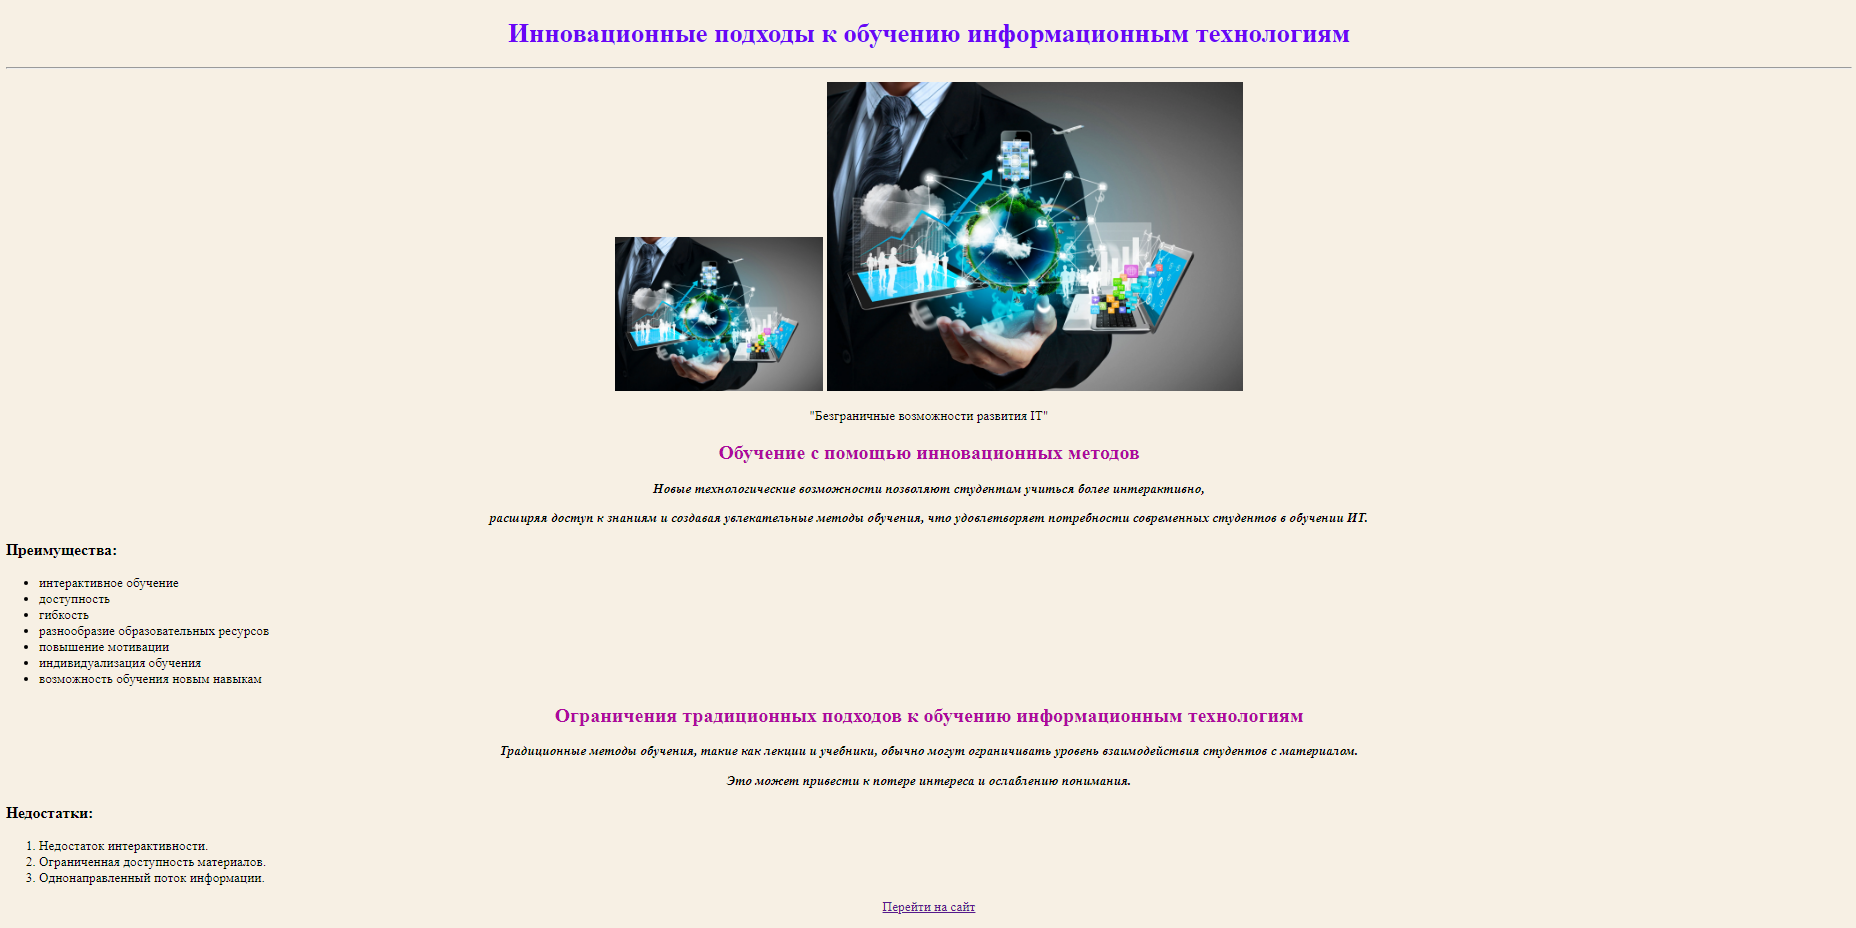 Инновационные подходы к обучению информационным технологиям
"Безграничные возможности развития IT"
Обучение с помощью инновационных методов
Новые технологические возможности позволяют студентам учиться более интерактивно,
расширяя доступ к знаниям и создавая увлекательные методы обучения, что удовлетворяет потребности современных студентов в обучении ИТ.
Преимущества:
• интерактивное обучение
• доступность
• гибкость
• разнообразие образовательных ресурсов
• повышение мотивации
• индивидуализация обучения
• возможность обучения новым навыкам
Ограничения традиционных подходов к обучению информационным технологиям
Традиционные методы обучения, такие как лекции и учебники, обычно могут ограничивать уровень взаимодействия студентов с материалом.
Это может привести к потере интереса и ослаблению понимания.
Недостатки:
1. Недостаток интерактивности.
2. Ограниченная доступность материалов.
3. Однонаправленный поток информации.
Перейти на сайт